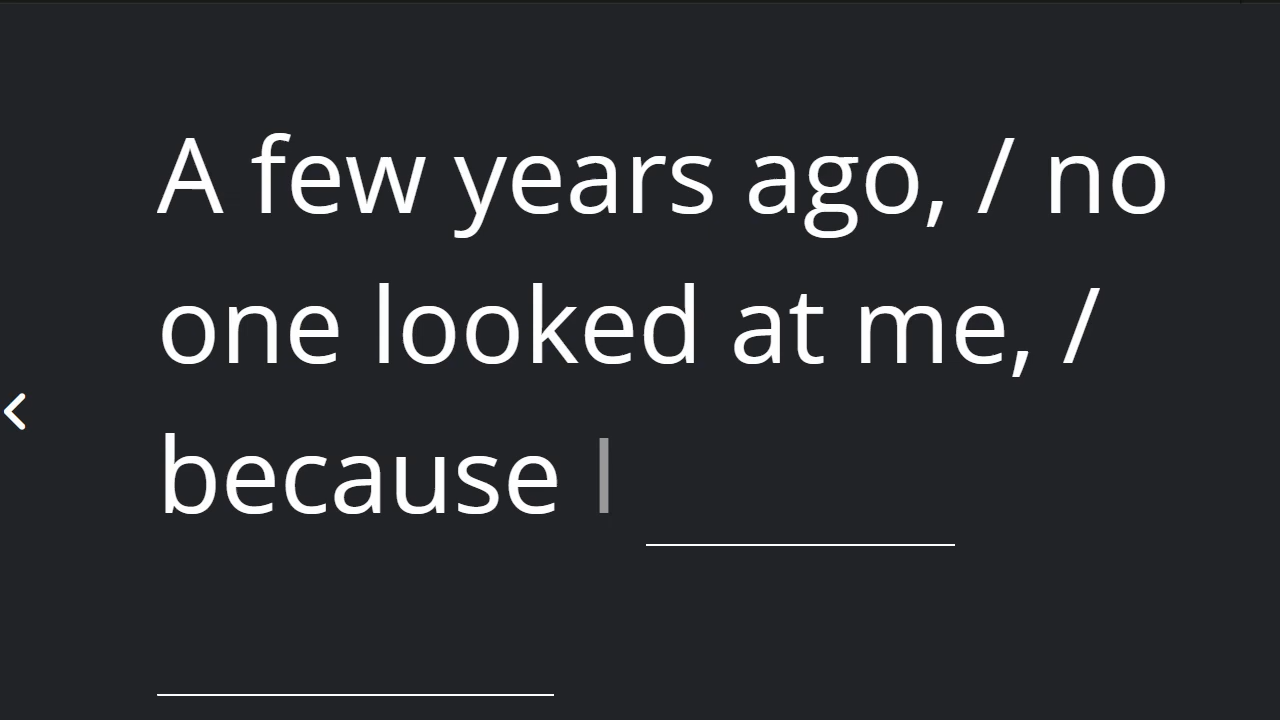 A few years ago, / no
one looked at me, /
because I